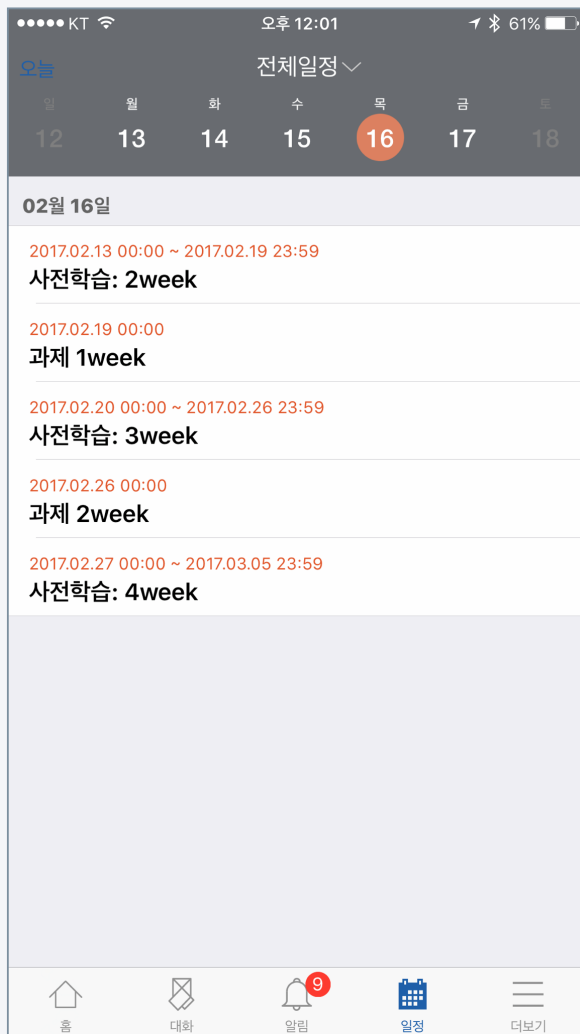 KT 오후 12:01 61%
오늘 전체일정
일 월 화 수 목 금 토
12 13 14 15 16 17 18
02월 16일
2017.02.13 00:00 ~ 2017.02.19 23:59
사전학습: 2week
2017.02.19 00:00
과제 1week
2017.02.20 00:00 ~ 2017.02.26 23:59
사전학습: 3week
2017.02.26 00:00
과제 2week
2017.02.27 00:00 ~ 2017.03.05 23:59
사전학습: 4week
9
홈 대화 알림 일정 더보기